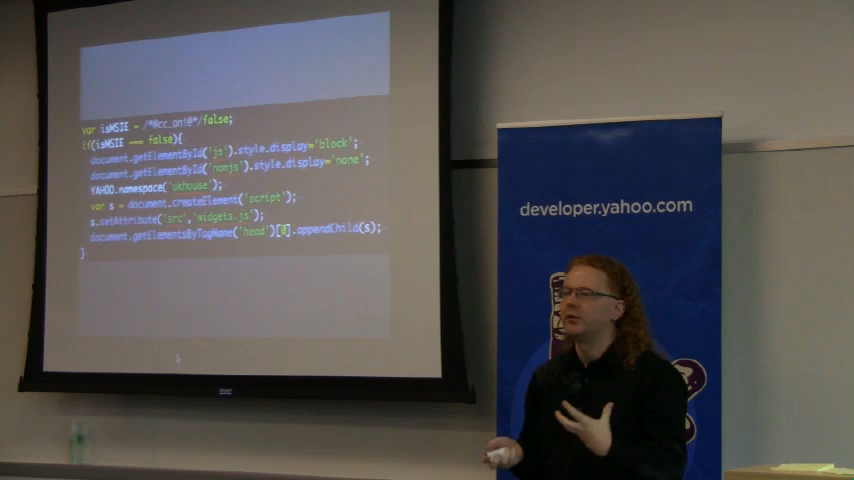 var isMSIE = /*@cc_on!@*/false;
if(isMSIE === false){
document.getElementById('js').style.display='block';
document.getElementById('nonjs').style.display='none';
YAHOO.namespace('ukhouse');
var s = document.createElement('script');
s.setAttribute('src','widgets.js');
document.getElementsByTagName('head')[0].appendChild(s);
}
developer.yahoo.com